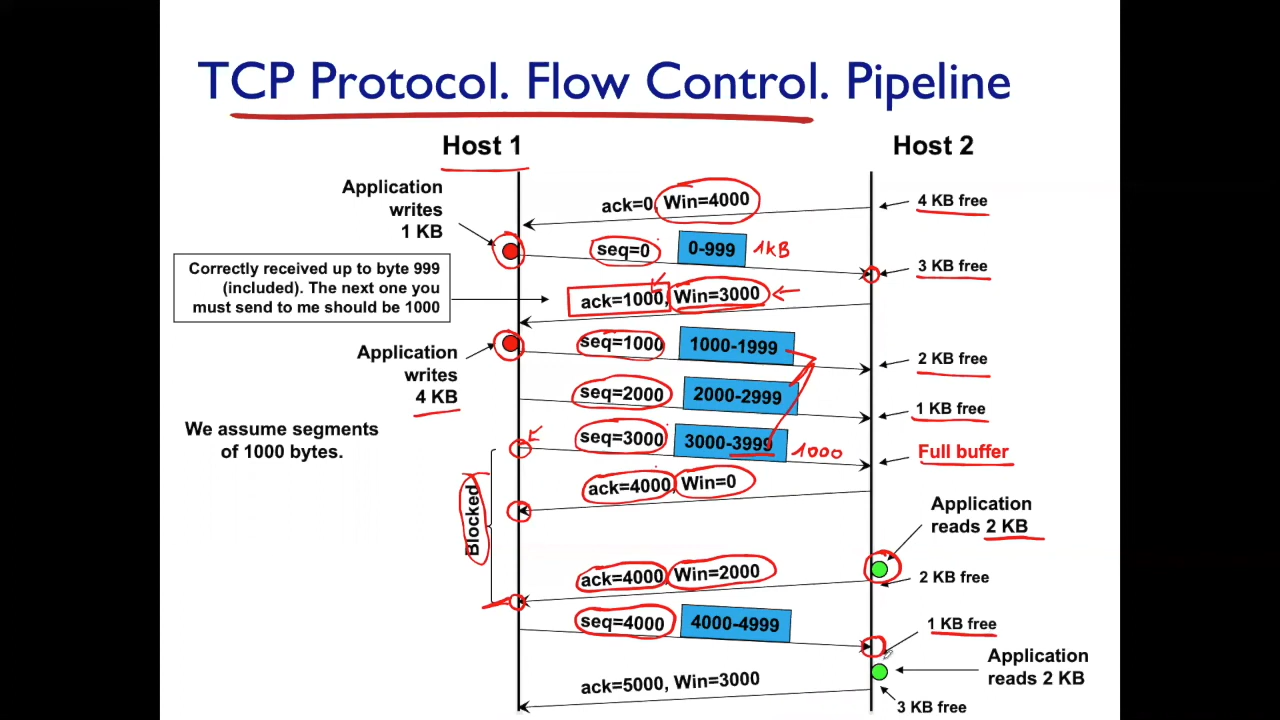 TCP Protocol. Flow Control. Pipeline
Host 1
Host 2
Application
writes
1 KB
ack=0, Win=4000
4 KB free
seq=0
0-999
1kB
3 KB free
Correctly received up to byte 999
(included). The next one you
must send to me should be 1000
ack=1000, Win=3000
Application
writes
4 KB
seq=1000
1000-1999
2 KB free
seq=2000
2000-2999
1 KB free
We assume segments
of 1000 bytes.
seq=3000
3000-3999
1000
Full buffer
Blocked
ack=4000, Win=0
Application
reads 2 KB
ack=4000, Win=2000
2 KB free
seq=4000
4000-4999
1 KB free
Application
reads 2 KB
ack=5000, Win=3000
3 KB free